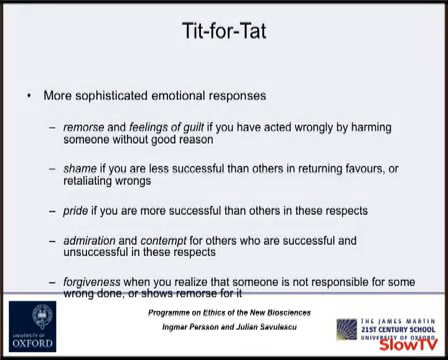 Tit-for-Tat
• More sophisticated emotional responses
– remorse and feelings of guilt if you have acted wrongly by harming
someone without good reason
– shame if you are less successful than others in returning favours, or
retaliating wrongs
– pride if you are more successful than others in these respects
– admiration and contempt for others who are successful and
unsuccessful in these respects
– forgiveness when you realize that someone is not responsible for some
wrong done, or shows remorse for it
Programme on Ethics of the New Biosciences
Ingmar Persson and Julian Savulescu
UNIVERSITY OF
OXFORD
THE JAMES MARTIN
21ST CENTURY SCHOOL
UNIVERSITY OF OXFORD
SlowTV